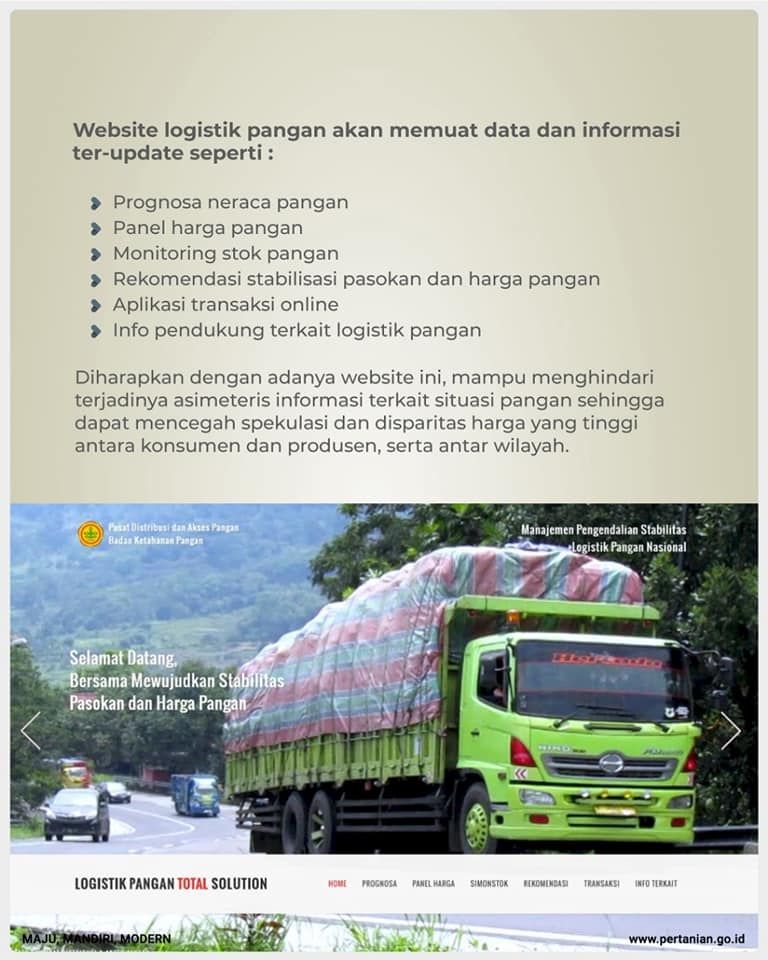 Website logistik pangan akan memuat data dan informasi
ter-update seperti :
Prognosa neraca pangan
Panel harga pangan
Monitoring stok pangan
Rekomendasi stabilisasi pasokan dan harga pangan
Aplikasi transaksi online
Info pendukung terkait logistik pangan
Diharapkan dengan adanya website ini, mampu menghindari
terjadinya asimeteris informasi terkait situasi pangan sehingga
dapat mencegah spekulasi dan disparitas harga yang tinggi
antara konsumen dan produsen, serta antar wilayah.
Pusat Distribusi dan Akses Pangan
Badan Ketahanan Pangan
Manajemen Pengendalian Stabilitas
Logistik Pangan Nasional
Selamat Datang,
Bersama Mewujudkan Stabilitas
Pasokan dan Harga Pangan
HINO
LOGISTIK PANGAN TOTAL SOLUTION
HOME PROGNOSA PANEL HARGA SIMONSTOK REKOMENDASI TRANSAKSI INFO TERKAIT
MAJU, MANDIRI, MODERN
www.pertanian.go.id